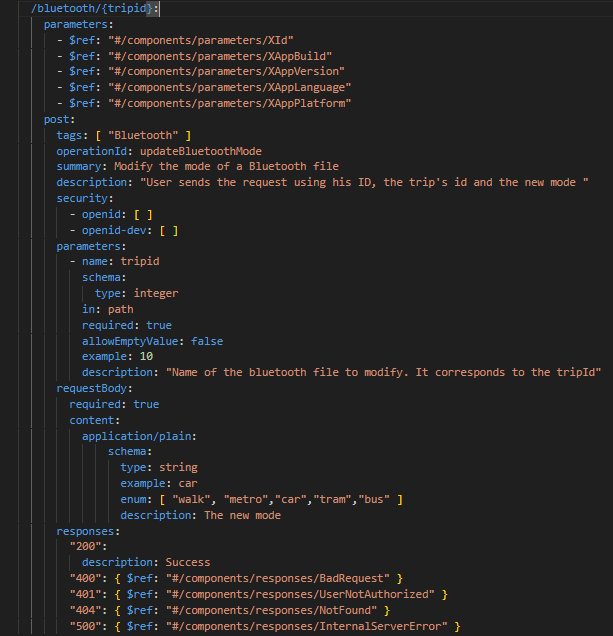 /bluetooth/{tripid}:
parameters:
- $ref: "#/components/parameters/XId"
- $ref: "#/components/parameters/XAppBuild"
- $ref: "#/components/parameters/XAppVersion"
- $ref: "#/components/parameters/XAppLanguage"
- $ref: "#/components/parameters/XAppPlatform"
post:
tags: [ "Bluetooth" ]
operationId: updateBluetoothMode
summary: Modify the mode of a Bluetooth file
description: "User sends the request using his ID, the trip's id and the new mode "
security:
- openid: [ ]
- openid-dev: [ ]
parameters:
- name: tripid
schema:
type: integer
in: path
required: true
allowEmptyValue: false
example: 10
description: "Name of the bluetooth file to modify. It corresponds to the tripId"
requestBody:
required: true
content:
application/plain:
schema:
type: string
example: car
enum: [ "walk", "metro","car","tram","bus" ]
description: The new mode
responses:
"200":
description: Success
"400": { $ref: "#/components/responses/BadRequest" }
"401": { $ref: "#/components/responses/UserNotAuthorized" }
"404": { $ref: "#/components/responses/NotFound" }
"500": { $ref: "#/components/responses/InternalServerError" }